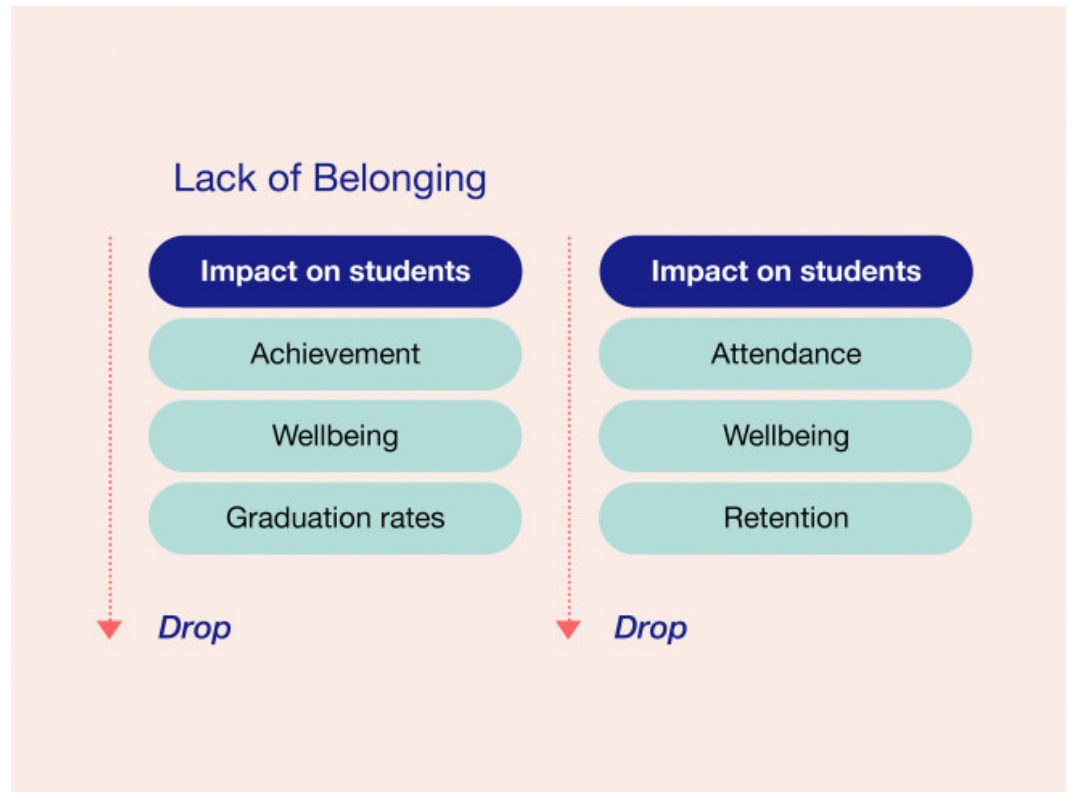 Lack of Belonging
Impact on students
Achievement
Wellbeing
Graduation rates
Drop
Impact on students
Attendance
Wellbeing
Retention
Drop